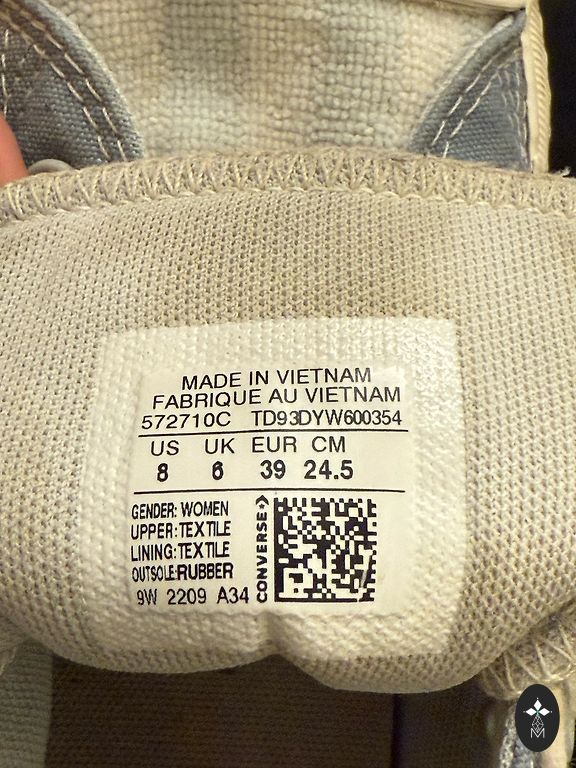 MADE IN VIETNAM
FABRIQUE AU VIETNAM
572710C TD93DYW600354
US UK EUR CM
8 6 39 24.5
GENDER: WOMEN
UPPER: TEXTILE
LINING: TEXTILE
OUTSOLE:RUBBER
9W 2209 A34
CONVERSE
M